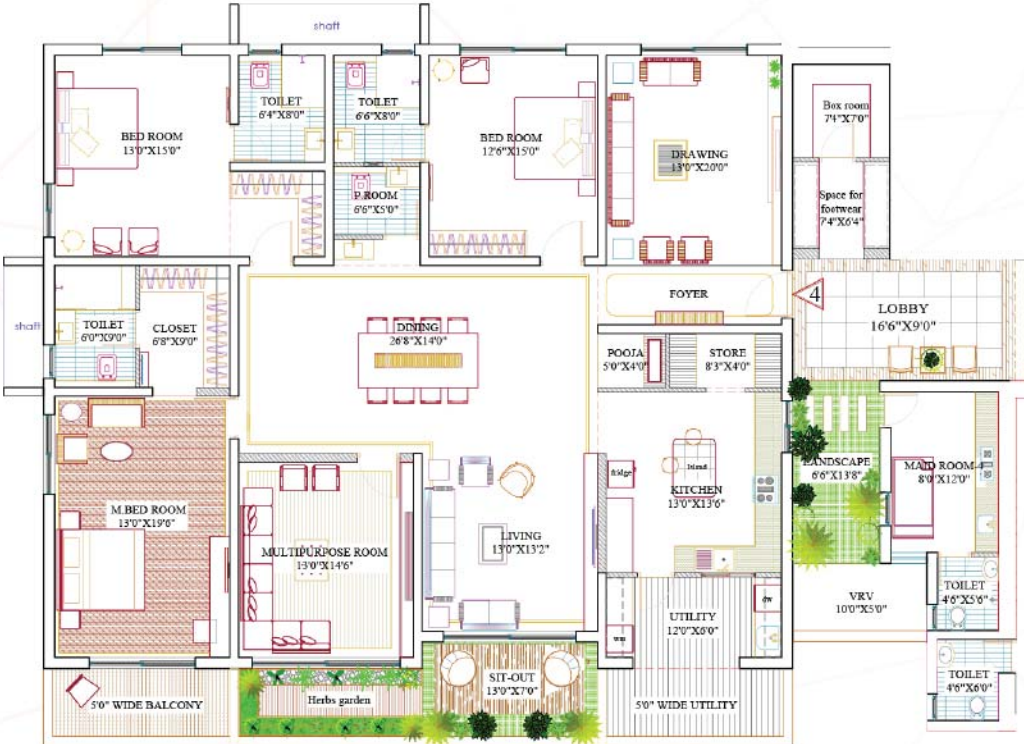 shaft
TOILET
6'4"X8'0"
TOILET
6'6"X8'0"
BED ROOM
13'0"X15'0"
BED ROOM
12'6"X15'0"
DRAWING
13'0"X20'0"
Box room
7'4"X7'0"
P.ROOM
6'6"X5'0"
Space for
footwear
7'4"X6'4"
FOYER
4
LOBBY
16'6"X9'0"
shaft
TOILET
6'0"X9'0"
CLOSET
6'8"X9'0"
DINING
26'8"X14'0"
POOJA
5'0"X4'0"
STORE
8'3"X4'0"
fridge
Island
KITCHEN
13'0"X13'6"
LANDSCAPE
6'6"X13'8"
MAID ROOM-4
8'0"X12'0"
M.BED ROOM
13'0"X19'6"
MULTIPURPOSE ROOM
13'0"X14'6"
LIVING
13'0"X13'2"
VRV
10'0"X5'0"
TOILET
4'6"X5'6"
dw
UTILITY
12'0"X6'0"
wm
SIT-OUT
13'0"X7'0"
TOILET
4'6"X6'0"
5'0" WIDE BALCONY
Herbs garden
5'0" WIDE UTILITY